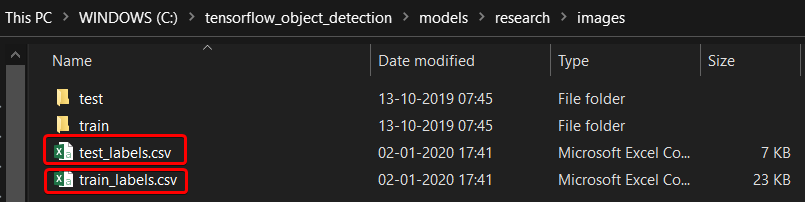 This PC > WINDOWS (C:) > tensorflow_object_detection > models > research > images
Name Date modified Type Size
test 13-10-2019 07:45 File folder
train 13-10-2019 07:45 File folder
test_labels.csv 02-01-2020 17:41 Microsoft Excel Co... 7 KB
train_labels.csv 02-01-2020 17:41 Microsoft Excel Co... 23 KB